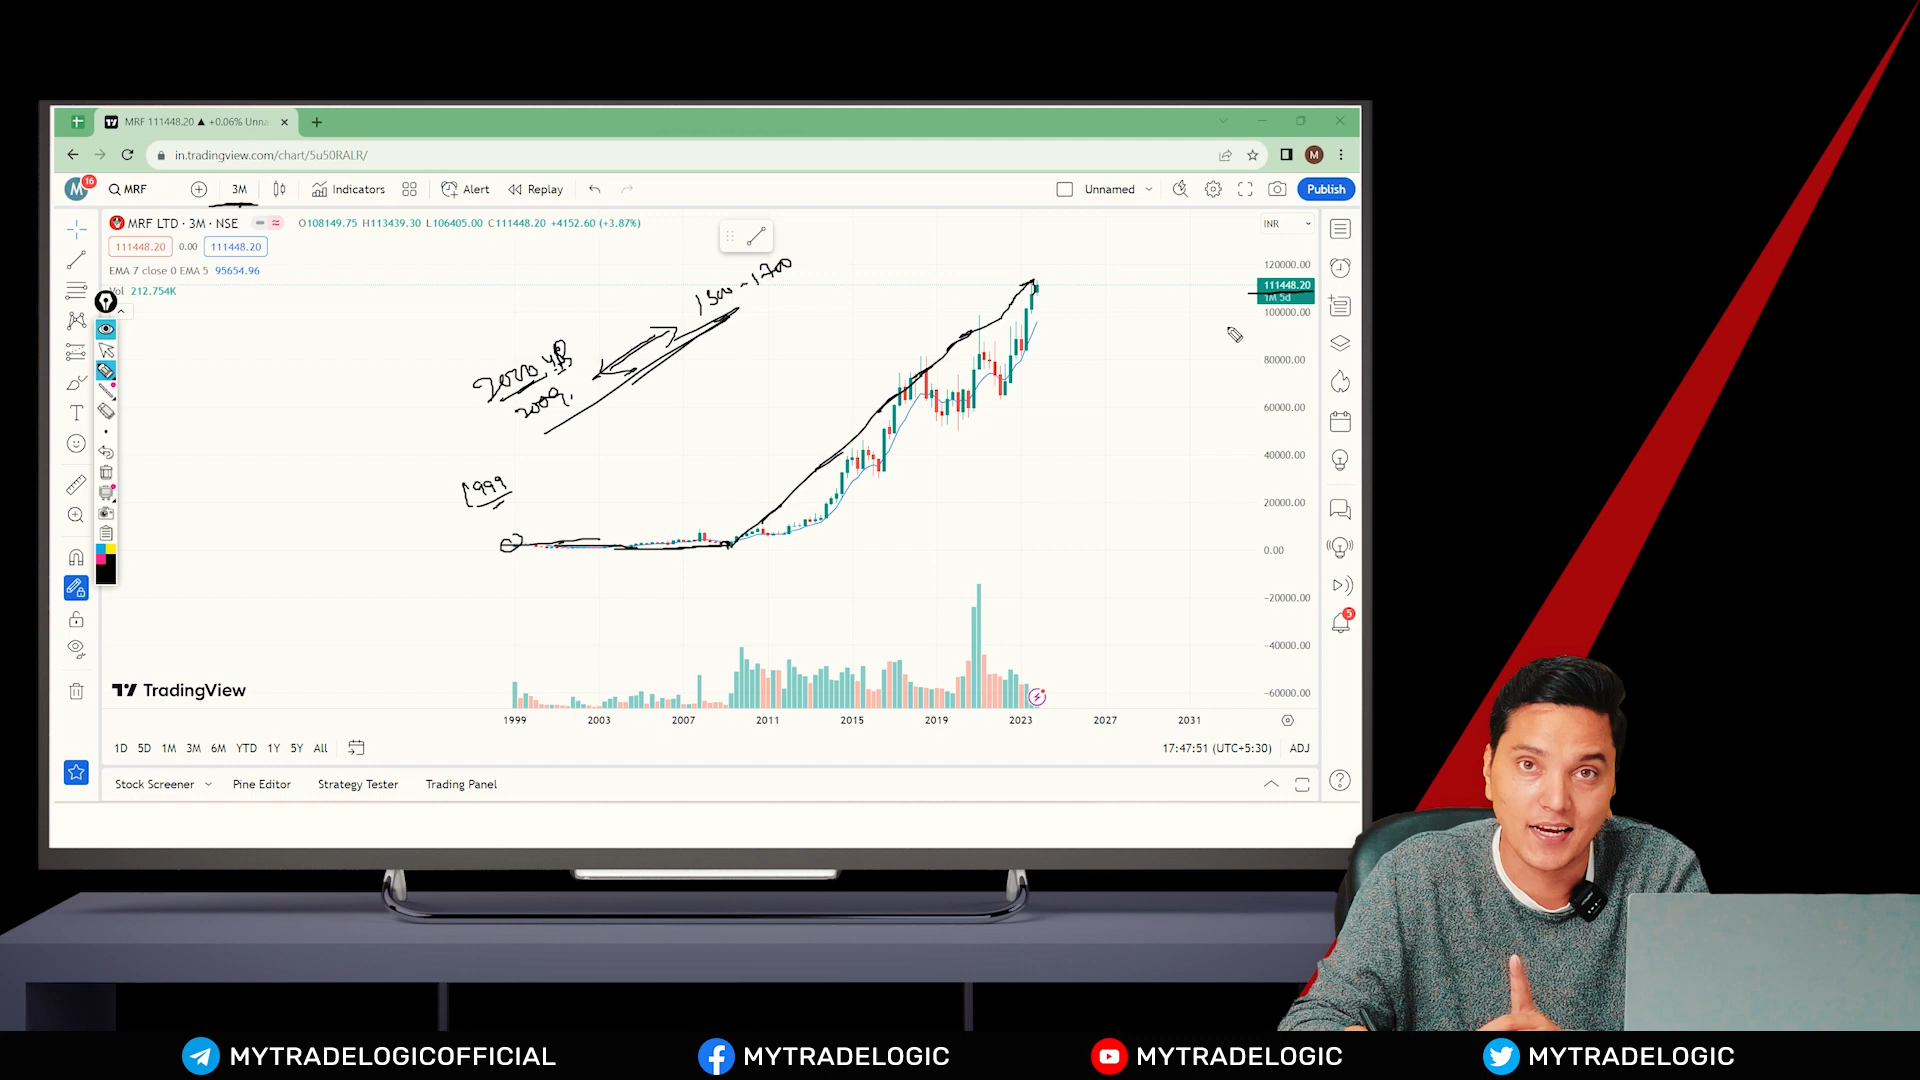 MRF 111448.20 ▲ +0.06% Unna
in.tradingview.com/chart/5u50RALR/
M
M 16 MRF 3M Indicators Alert Replay Unnamed Publish
MRF LTD · 3M · NSE O108149.75 H113439.30 L106405.00 C111448.20 +4152.60 (+3.87%) INR
111448.20 0.00 111448.20
EMA 7 close 0 EMA 5 95654.96
Vol 212.754K
1500 - 1700
2000
2009
1999
120000.00
111448.20
1M 5d
100000.00
80000.00
60000.00
40000.00
20000.00
0.00
−20000.00
−40000.00
−60000.00
5
TradingView
1999 2003 2007 2011 2015 2019 2023 2027 2031
1D 5D 1M 3M 6M YTD 1Y 5Y All 17:47:51 (UTC+5:30) ADJ
Stock Screener Pine Editor Strategy Tester Trading Panel
MYTRADELOGICOFFICIAL MYTRADELOGIC MYTRADELOGIC MYTRADELOGIC